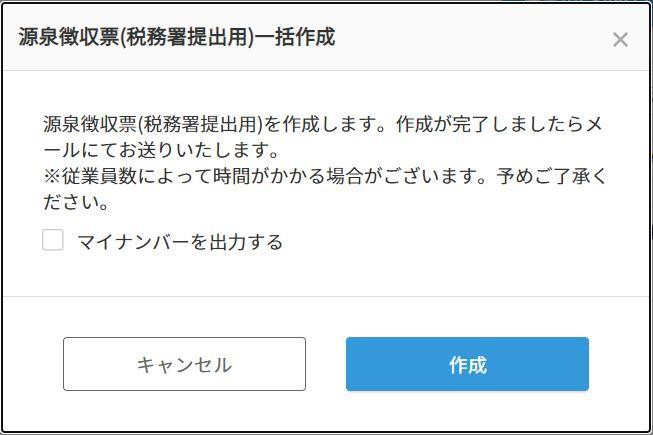 源泉徴収票(税務署提出用)一括作成
×
源泉徴収票(税務署提出用)を作成します。作成が完了しましたらメ
ールにてお送りいたします。
※従業員数によって時間がかかる場合がございます。予めご了承く
ださい。
マイナンバーを出力する
キャンセル
作成